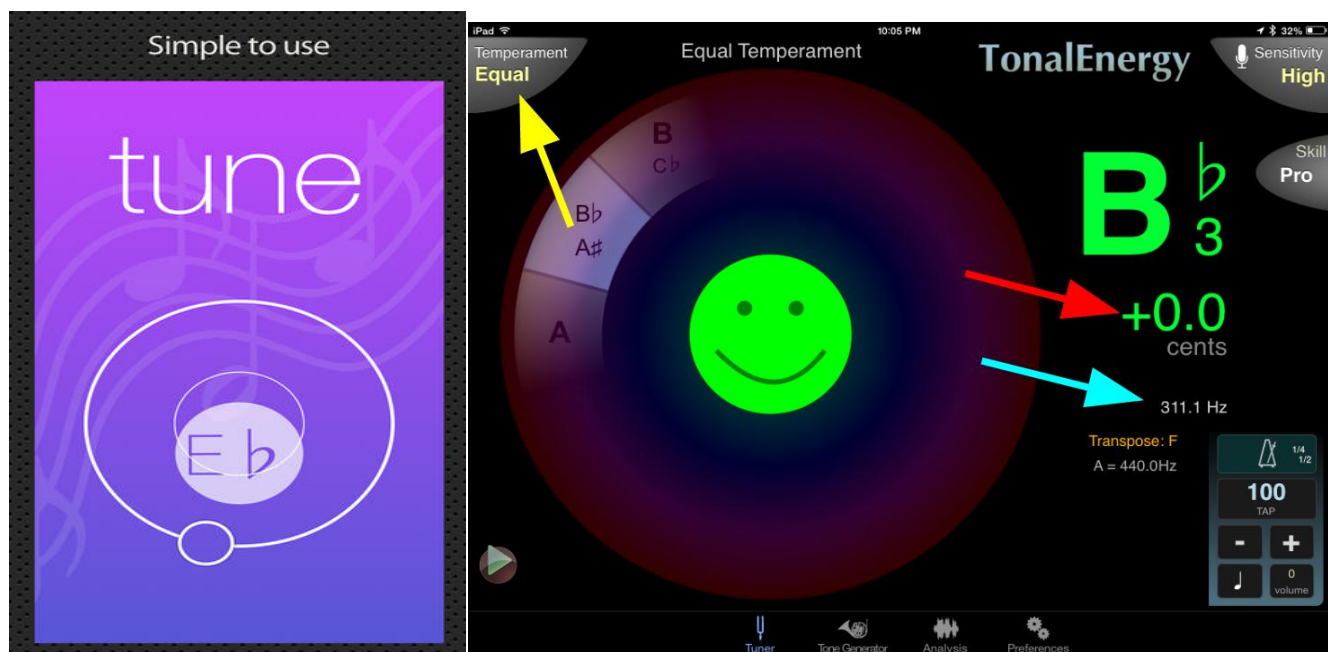 Simple to use
tune
E♭
iPad
10:05 PM
32%
Temperament
Equal
Equal Temperament
TonalEnergy
Sensitivity
High
Skill
Pro
B
C♭
B♭
A♯
A
B♭
3
+0.0
cents
311.1 Hz
Transpose: F
A = 440.0Hz
1/4
1/2
100
TAP
- +
0
volume
Tuner Tone Generator Analysis Preferences